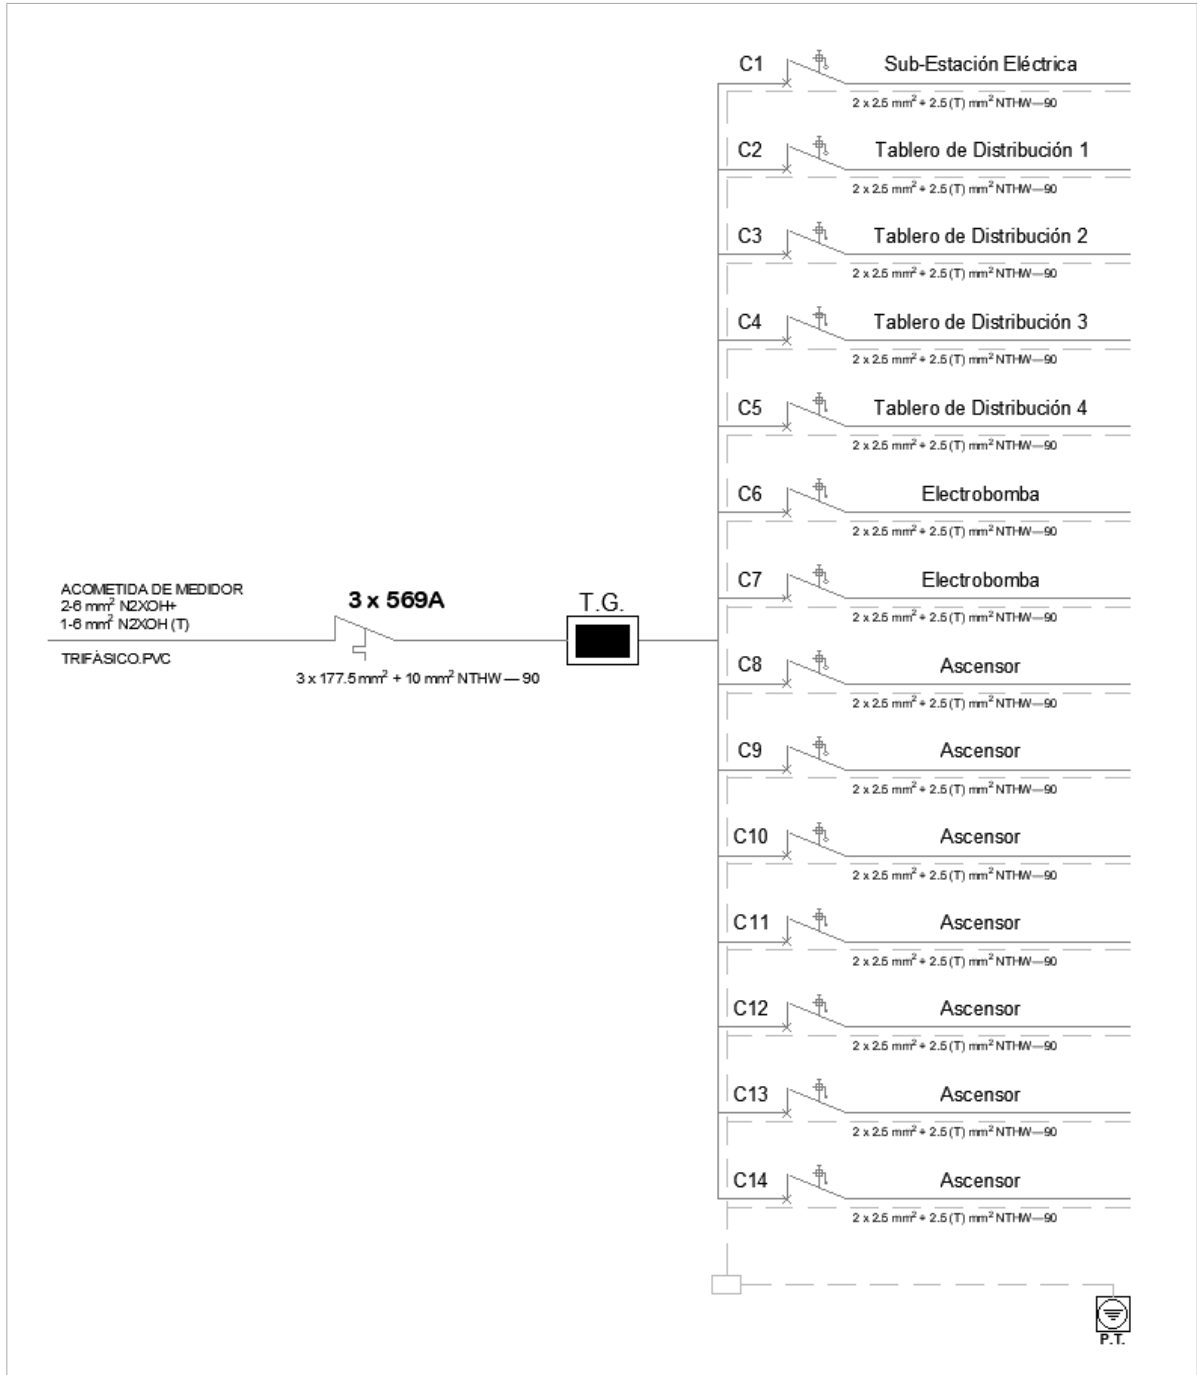 C1 Sub-Estación Eléctrica
2 x 2.5 mm² + 2.5 (T) mm² NTHW—90
C2 Tablero de Distribución 1
2 x 2.5 mm² + 2.5 (T) mm² NTHW—90
C3 Tablero de Distribución 2
2 x 2.5 mm² + 2.5 (T) mm² NTHW—90
C4 Tablero de Distribución 3
2 x 2.5 mm² + 2.5 (T) mm² NTHW—90
C5 Tablero de Distribución 4
2 x 2.5 mm² + 2.5 (T) mm² NTHW—90
C6 Electrobomba
2 x 2.5 mm² + 2.5 (T) mm² NTHW—90
C7 Electrobomba
2 x 2.5 mm² + 2.5 (T) mm² NTHW—90
ACOMETIDA DE MEDIDOR
2-6 mm² N2XOH+
1-6 mm² N2XOH (T)
TRIFÁSICO.PVC
3 x 569A
3 x 177.5 mm² + 10 mm² NTHW — 90
T.G.
C8 Ascensor
2 x 2.5 mm² + 2.5 (T) mm² NTHW—90
C9 Ascensor
2 x 2.5 mm² + 2.5 (T) mm² NTHW—90
C10 Ascensor
2 x 2.5 mm² + 2.5 (T) mm² NTHW—90
C11 Ascensor
2 x 2.5 mm² + 2.5 (T) mm² NTHW—90
C12 Ascensor
2 x 2.5 mm² + 2.5 (T) mm² NTHW—90
C13 Ascensor
2 x 2.5 mm² + 2.5 (T) mm² NTHW—90
C14 Ascensor
2 x 2.5 mm² + 2.5 (T) mm² NTHW—90
P.T.